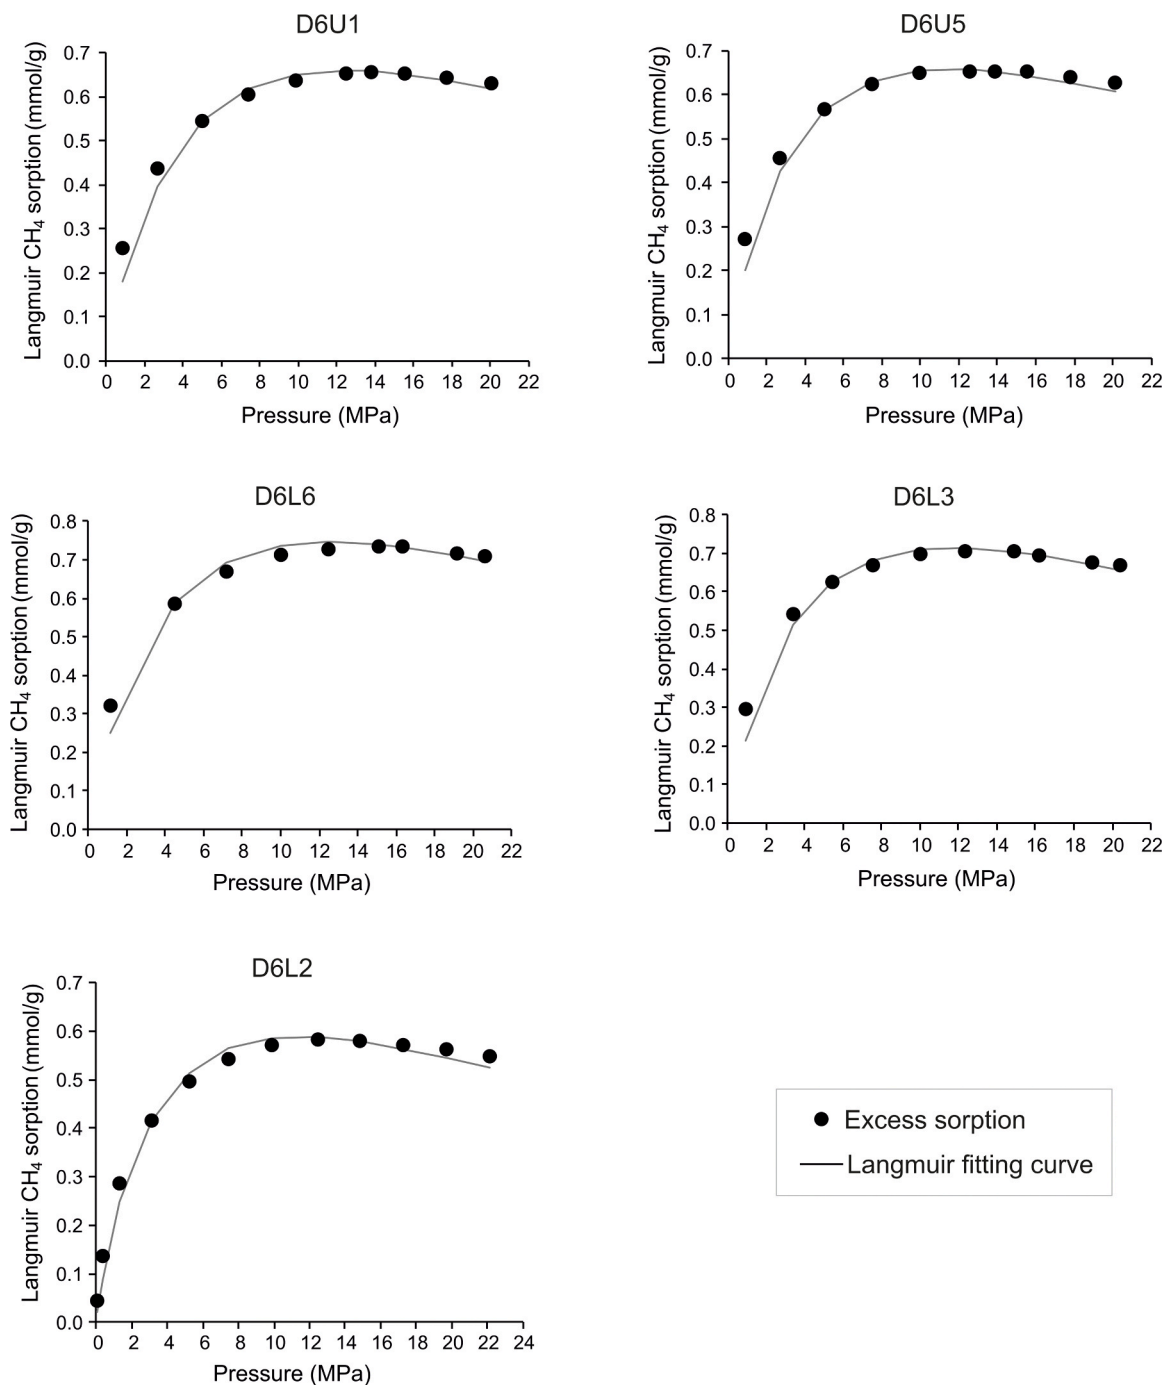 D6U1
Langmuir CH₄ sorption (mmol/g)
0.7
0.6
0.5
0.4
0.3
0.2
0.1
0.0
0 2 4 6 8 10 12 14 16 18 20 22
Pressure (MPa)
D6U5
Langmuir CH₄ sorption (mmol/g)
0.7
0.6
0.5
0.4
0.3
0.2
0.1
0.0
0 2 4 6 8 10 12 14 16 18 20 22
Pressure (MPa)
D6L6
Langmuir CH₄ sorption (mmol/g)
0.8
0.7
0.6
0.5
0.4
0.3
0.2
0.1
0.0
0 2 4 6 8 10 12 14 16 18 20 22
Pressure (MPa)
D6L3
Langmuir CH₄ sorption (mmol/g)
0.8
0.7
0.6
0.5
0.4
0.3
0.2
0.1
0.0
0 2 4 6 8 10 12 14 16 18 20 22
Pressure (MPa)
D6L2
Langmuir CH₄ sorption (mmol/g)
0.7
0.6
0.5
0.4
0.3
0.2
0.1
0.0
0 2 4 6 8 10 12 14 16 18 20 22 24
Pressure (MPa)
Excess sorption
Langmuir fitting curve